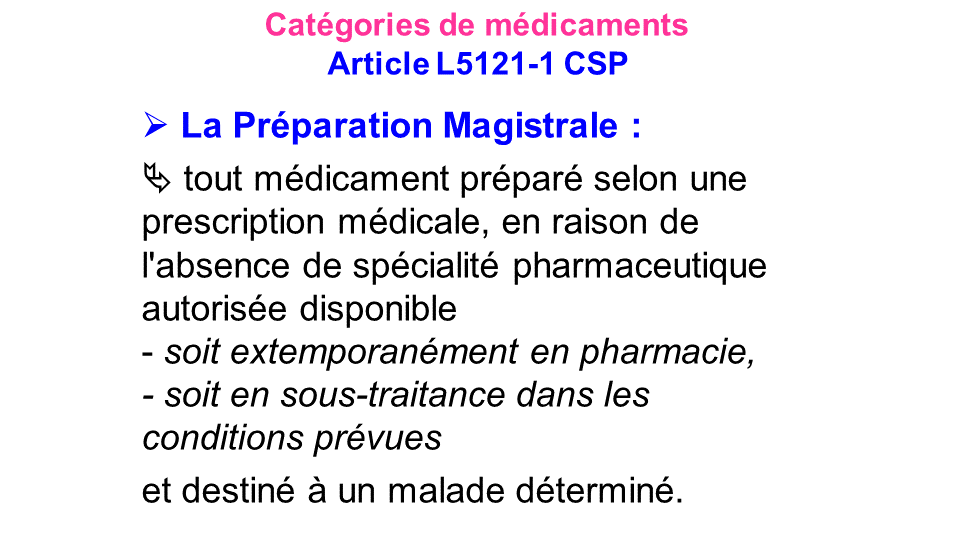 Catégories de médicaments
Article L5121-1 CSP
➢ La Préparation Magistrale :
⮷ tout médicament préparé selon une
prescription médicale, en raison de
l'absence de spécialité pharmaceutique
autorisée disponible
- soit extemporanément en pharmacie,
- soit en sous-traitance dans les
conditions prévues
et destiné à un malade déterminé.